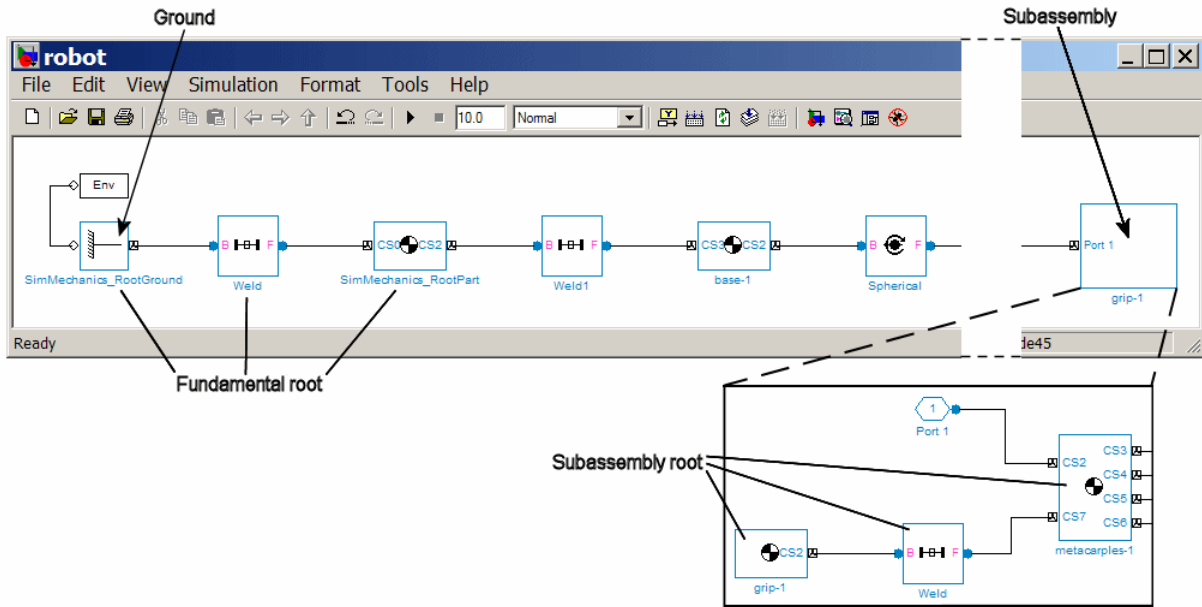 Ground
Subassembly
robot
File Edit View Simulation Format Tools Help
10.0 Normal
Env
B F
CS0 CS2
B F
CS3 CS2
B F
Port 1
SimMechanics_RootGround
Weld
SimMechanics_RootPart
Weld1
base-1
Spherical
grip-1
Ready
de45
Fundamental root
1
Port 1
CS3
CS2
CS4
CS5
CS7
CS6
metacarples-1
Subassembly root
CS2
B F
grip-1
Weld